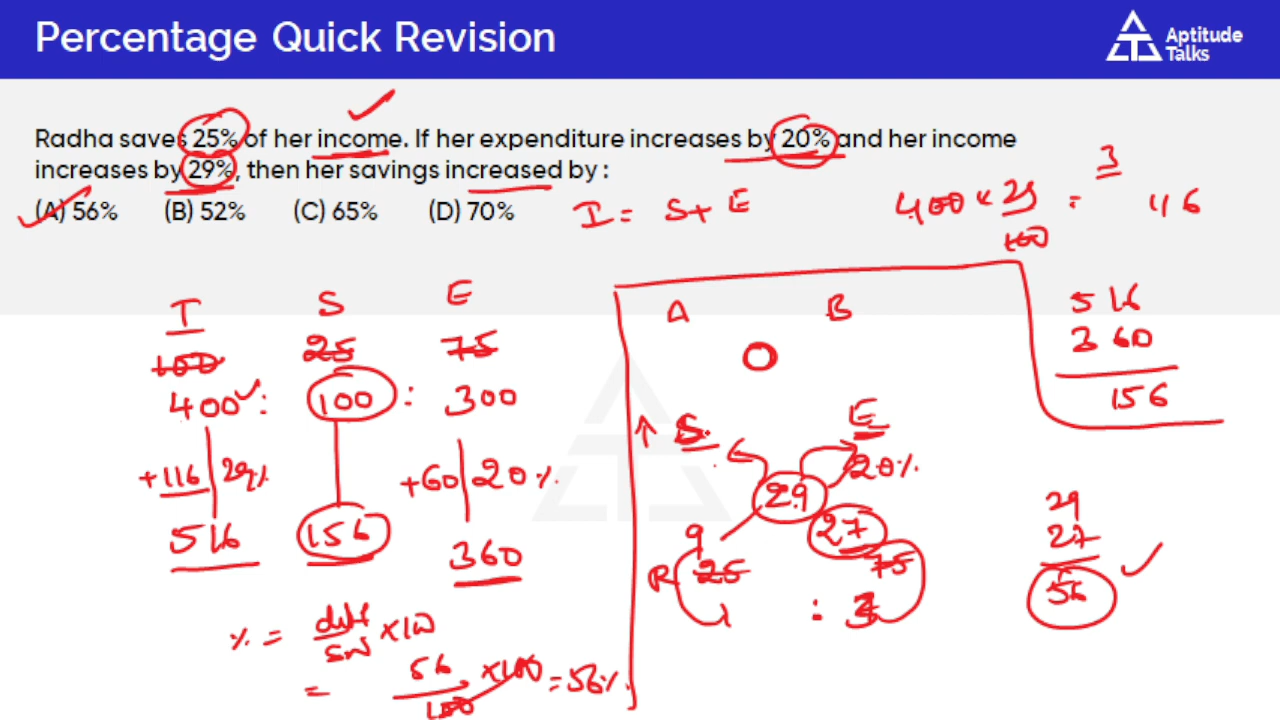 Percentage Quick Revision
Aptitude
Talks
Radha saves 25% of her income. If her expenditure increases by 20% and her income
increases by 29%, then her savings increased by :
(A) 56% (B) 52% (C) 65% (D) 70%
I = S + E
3
400 × 29 = 116
100
I S E
100 25 75
400 : 100 : 300
+116 29% +60 20%
516 156 360
% = diff × 100
= 56 × 100 = 56%
100
A B
0
↑ S. E
20%
29
9 27
R 25 75
1 : 3
516
360
156
29
27
56